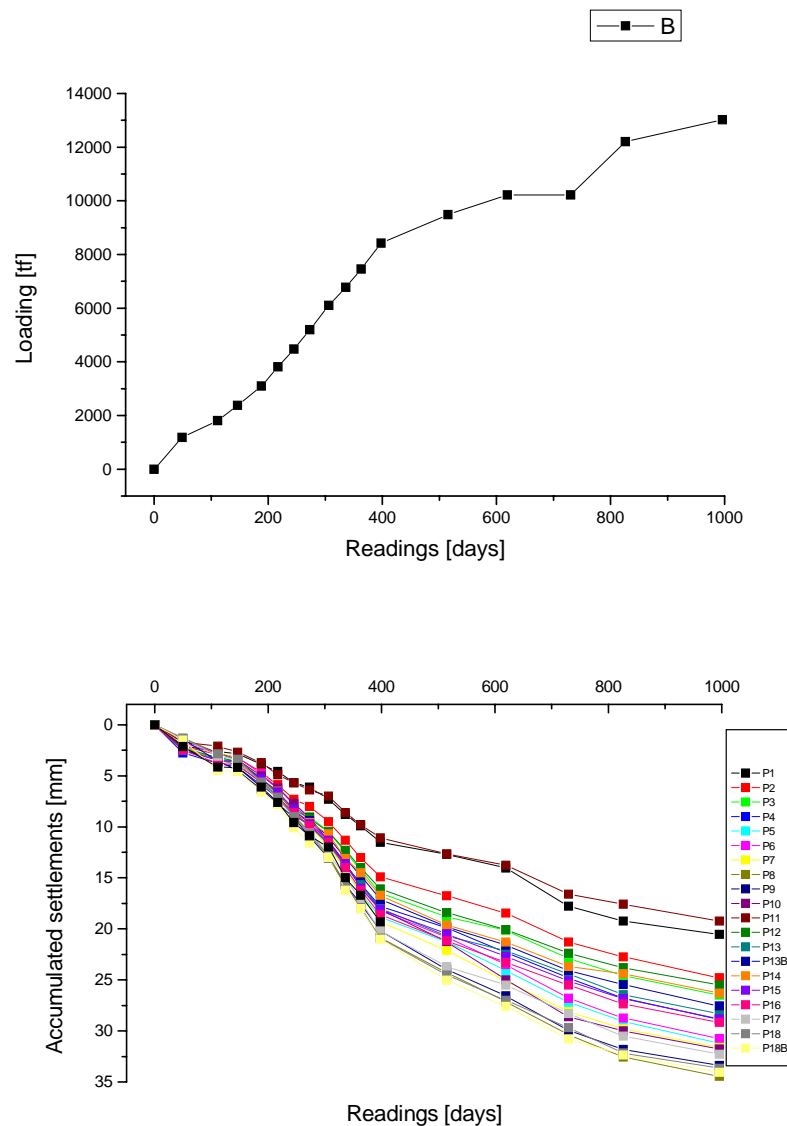 B
14000
12000
10000
8000
6000
4000
2000
0
Loading [tf]
0 200 400 600 800 1000
Readings [days]
0 200 400 600 800 1000
0
5
10
15
20
25
30
35
Accumulated settlements [mm]
P1
P2
P3
P4
P5
P6
P7
P8
P9
P10
P11
P12
P13
P13B
P14
P15
P16
P17
P18
P18B
Readings [days]